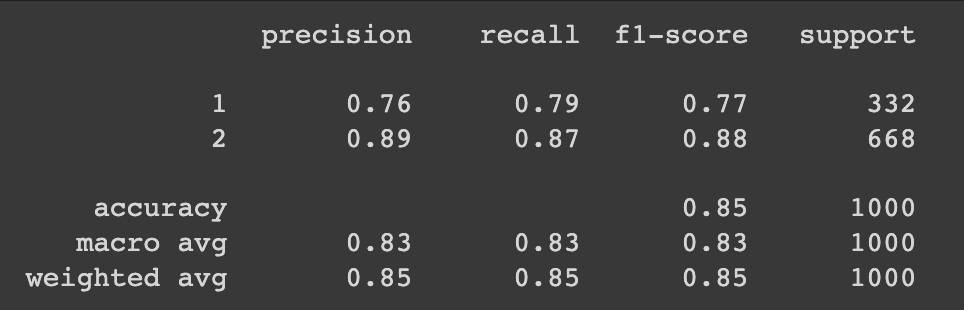 precision recall f1-score support
1 0.76 0.79 0.77 332
2 0.89 0.87 0.88 668
accuracy 0.85 1000
macro avg 0.83 0.83 0.83 1000
weighted avg 0.85 0.85 0.85 1000